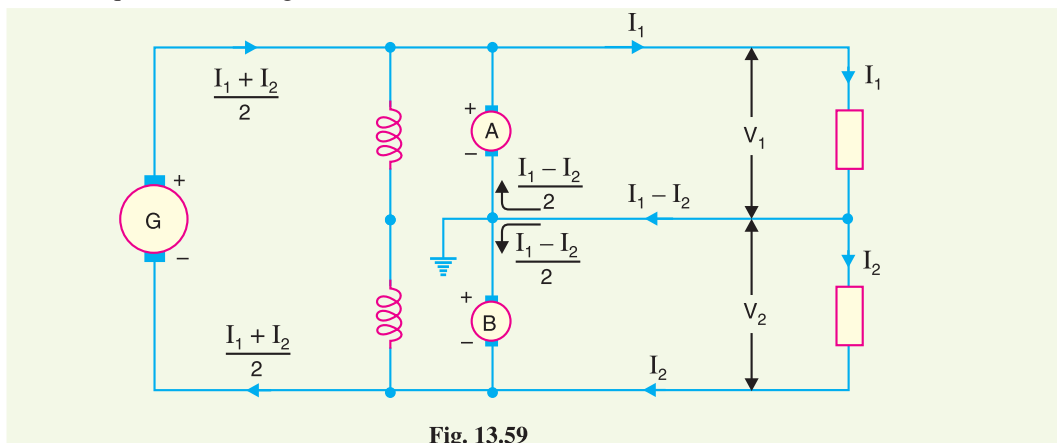 I₁
I₁ + I₂
2
I₁
+
A
–
V₁
I₁ – I₂
2
I₁ – I₂
+
G
–
I₁ – I₂
2
I₂
+
B
–
V₂
I₁ + I₂
2
I₂
Fig. 13.59